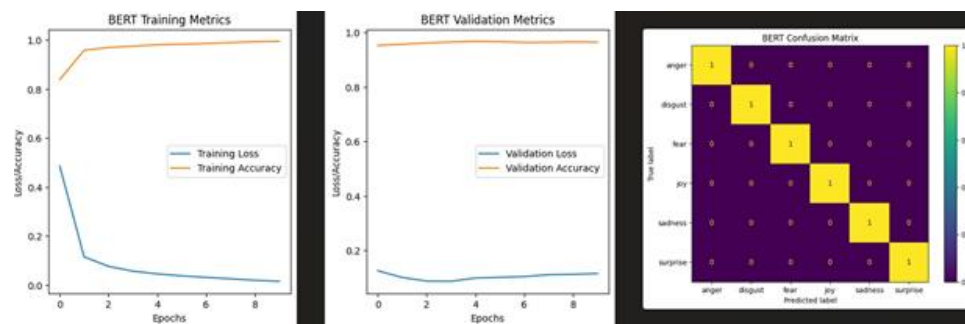 BERT Training Metrics
1.0
0.8
0.6
0.4
0.2
0.0
Loss/Accuracy
Training Loss
Training Accuracy
0 2 4 6 8
Epochs
BERT Validation Metrics
1.0
0.8
0.6
0.4
0.2
Loss/Accuracy
Validation Loss
Validation Accuracy
0 2 4 6 8
Epochs
BERT Confusion Matrix
True label
anger 1 0 0 0 0 0
disgust 0 1 0 0 0 0
fear 0 0 1 0 0 0
joy 0 0 0 1 0 0
sadness 0 0 0 0 1 0
surprise 0 0 0 0 0 1
anger disgust fear joy sadness surprise
Predicted label